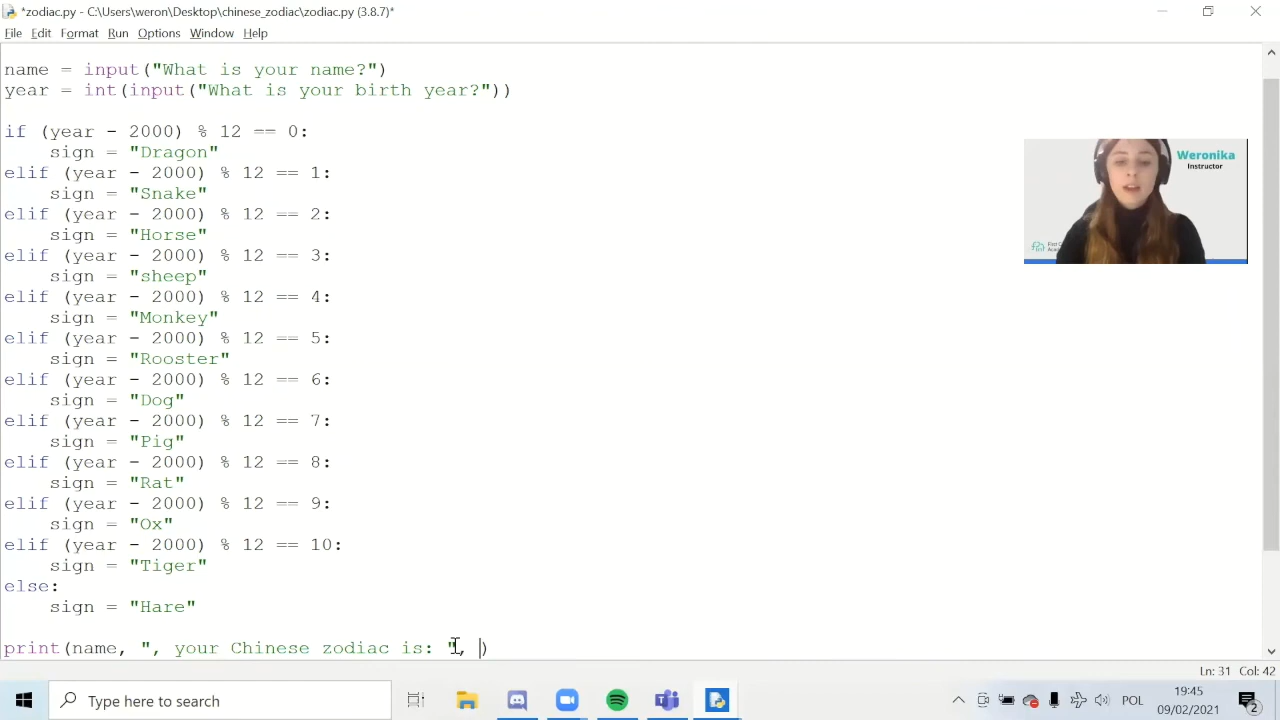 *zodiac.py - C:\Users\weron\Desktop\chinese_zodiac\zodiac.py (3.8.7)*
File Edit Format Run Options Window Help
name = input("What is your name?")
year = int(input("What is your birth year?"))
if (year - 2000) % 12 == 0:
    sign = "Dragon"
elif (year - 2000) % 12 == 1:
    sign = "Snake"
elif (year - 2000) % 12 == 2:
    sign = "Horse"
elif (year - 2000) % 12 == 3:
    sign = "sheep"
elif (year - 2000) % 12 == 4:
    sign = "Monkey"
elif (year - 2000) % 12 == 5:
    sign = "Rooster"
elif (year - 2000) % 12 == 6:
    sign = "Dog"
elif (year - 2000) % 12 == 7:
    sign = "Pig"
elif (year - 2000) % 12 == 8:
    sign = "Rat"
elif (year - 2000) % 12 == 9:
    sign = "Ox"
elif (year - 2000) % 12 == 10:
    sign = "Tiger"
else:
    sign = "Hare"
print(name, ", your Chinese zodiac is: ", )
Weronika
Instructor
Ln: 31 Col: 42
Type here to search
POL
19:45
09/02/2021
2